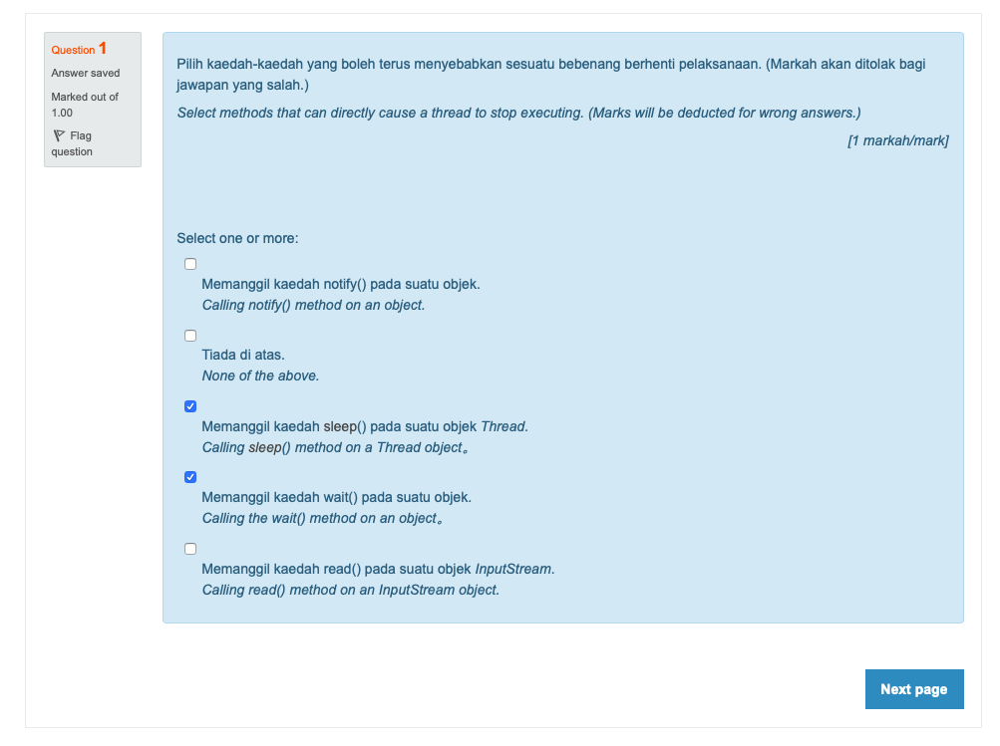 Question 1
Answer saved
Marked out of
1.00
Flag
question
Pilih kaedah-kaedah yang boleh terus menyebabkan sesuatu bebenang berhenti pelaksanaan. (Markah akan ditolak bagi
jawapan yang salah.)
Select methods that can directly cause a thread to stop executing. (Marks will be deducted for wrong answers.)
[1 markah/mark]
Select one or more:
Memanggil kaedah notify() pada suatu objek.
Calling notify() method on an object.
Tiada di atas.
None of the above.
Memanggil kaedah sleep() pada suatu objek Thread.
Calling sleep() method on a Thread object。
Memanggil kaedah wait() pada suatu objek.
Calling the wait() method on an object。
Memanggil kaedah read() pada suatu objek InputStream.
Calling read() method on an InputStream object.
Next page